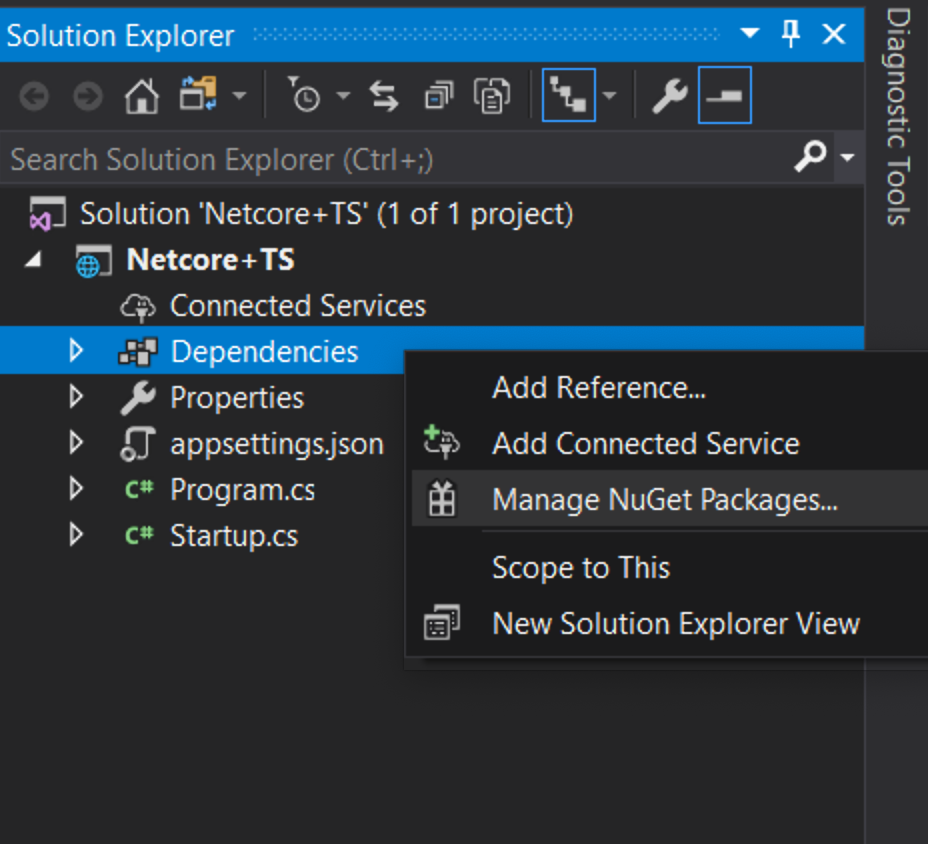 Solution Explorer
Search Solution Explorer (Ctrl+;)
Solution 'Netcore+TS' (1 of 1 project)
Netcore+TS
Connected Services
Dependencies
Properties
appsettings.json
C# Program.cs
C# Startup.cs
Add Reference...
Add Connected Service
Manage NuGet Packages...
Scope to This
New Solution Explorer View
Diagnostic Tools